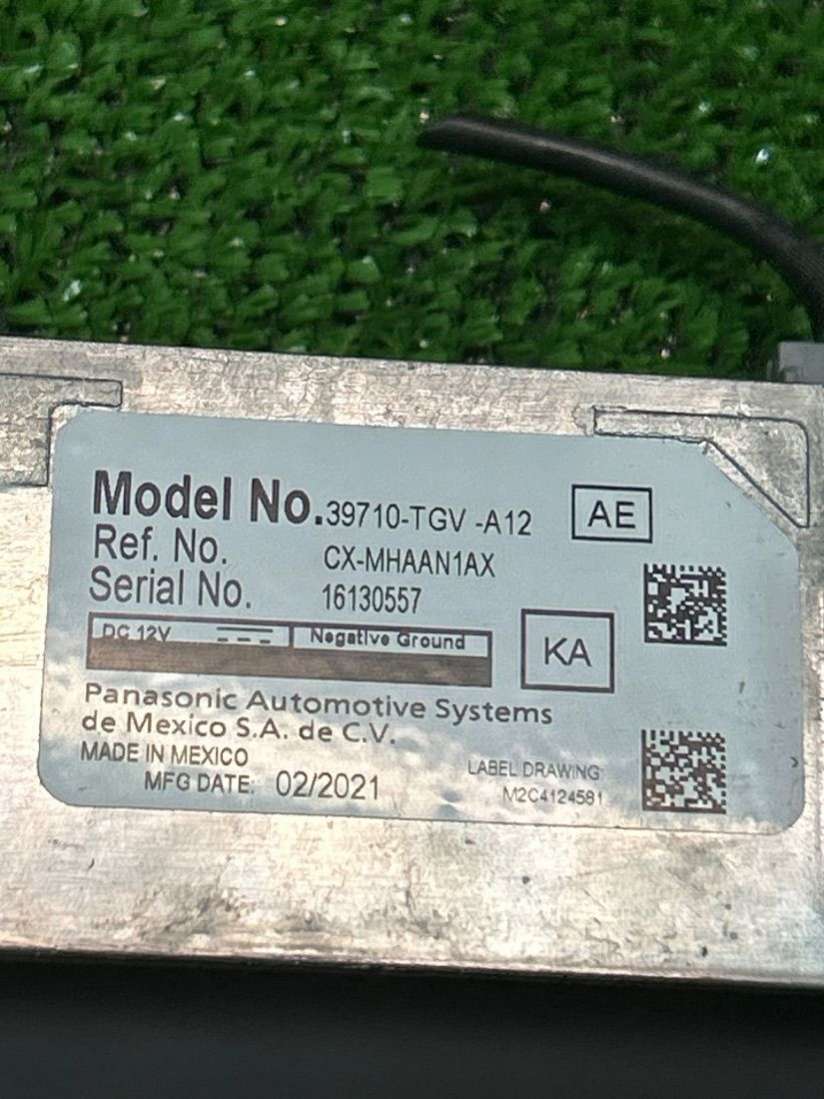 Model No. 39710-TGV -A12 AE
Ref. No. CX-MHAAN1AX
Serial No. 16130557
DC 12V Negative Ground
KA
Panasonic Automotive Systems
de Mexico S.A. de C.V.
MADE IN MEXICO
MFG DATE: 02/2021
LABEL DRAWING:
M2C4124581